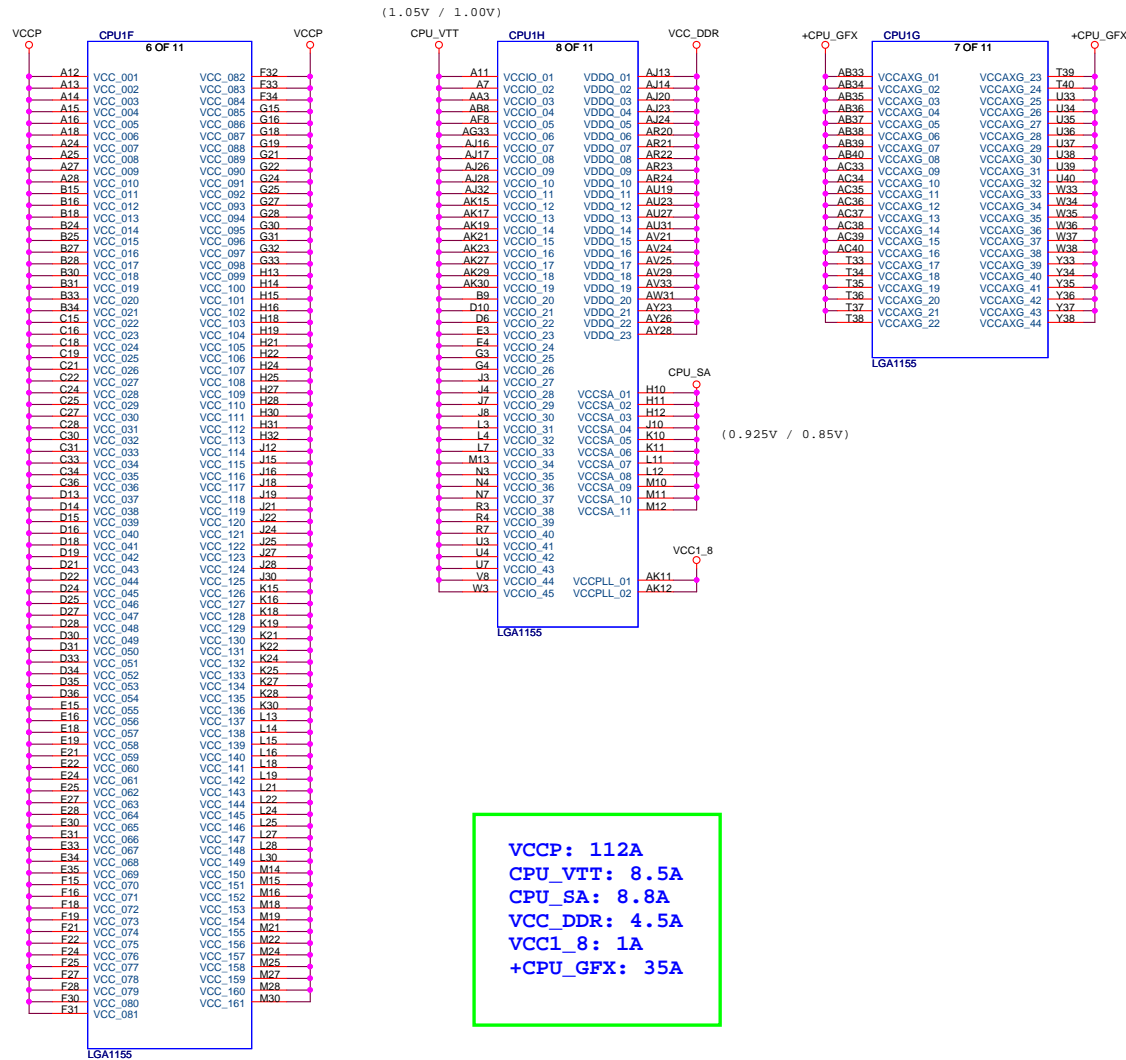 (1.05V / 1.00V)
VCCP CPU1F VCCP
6 OF 11
A12 VCC_001 VCC_082 F32
A13 VCC_002 VCC_083 F33
A14 VCC_003 VCC_084 F34
A15 VCC_004 VCC_085 G15
A16 VCC_005 VCC_086 G16
A18 VCC_006 VCC_087 G18
A24 VCC_007 VCC_088 G19
A25 VCC_008 VCC_089 G21
A27 VCC_009 VCC_090 G22
A28 VCC_010 VCC_091 G24
B15 VCC_011 VCC_092 G25
B16 VCC_012 VCC_093 G27
B18 VCC_013 VCC_094 G28
B24 VCC_014 VCC_095 G30
B25 VCC_015 VCC_096 G31
B27 VCC_016 VCC_097 G32
B28 VCC_017 VCC_098 G33
B30 VCC_018 VCC_099 H13
B31 VCC_019 VCC_100 H14
B33 VCC_020 VCC_101 H15
B34 VCC_021 VCC_102 H16
C15 VCC_022 VCC_103 H18
C16 VCC_023 VCC_104 H19
C18 VCC_024 VCC_105 H21
C19 VCC_025 VCC_106 H22
C21 VCC_026 VCC_107 H24
C22 VCC_027 VCC_108 H25
C24 VCC_028 VCC_109 H27
C25 VCC_029 VCC_110 H28
C27 VCC_030 VCC_111 H30
C28 VCC_031 VCC_112 H31
C30 VCC_032 VCC_113 H32
C31 VCC_033 VCC_114 J12
C33 VCC_034 VCC_115 J15
C34 VCC_035 VCC_116 J16
C36 VCC_036 VCC_117 J18
D13 VCC_037 VCC_118 J19
D14 VCC_038 VCC_119 J21
D15 VCC_039 VCC_120 J22
D16 VCC_040 VCC_121 J24
D18 VCC_041 VCC_122 J25
D19 VCC_042 VCC_123 J27
D21 VCC_043 VCC_124 J28
D22 VCC_044 VCC_125 J30
D24 VCC_045 VCC_126 K15
D25 VCC_046 VCC_127 K16
D27 VCC_047 VCC_128 K18
D28 VCC_048 VCC_129 K19
D30 VCC_049 VCC_130 K21
D31 VCC_050 VCC_131 K22
D33 VCC_051 VCC_132 K24
D34 VCC_052 VCC_133 K25
D35 VCC_053 VCC_134 K27
D36 VCC_054 VCC_135 K28
E15 VCC_055 VCC_136 K30
E16 VCC_056 VCC_137 L13
E18 VCC_057 VCC_138 L14
E19 VCC_058 VCC_139 L15
E21 VCC_059 VCC_140 L16
E22 VCC_060 VCC_141 L18
E24 VCC_061 VCC_142 L19
E25 VCC_062 VCC_143 L21
E27 VCC_063 VCC_144 L22
E28 VCC_064 VCC_145 L24
E30 VCC_065 VCC_146 L25
E31 VCC_066 VCC_147 L27
E33 VCC_067 VCC_148 L28
E34 VCC_068 VCC_149 L30
E35 VCC_069 VCC_150 M14
F15 VCC_070 VCC_151 M15
F16 VCC_071 VCC_152 M16
F18 VCC_072 VCC_153 M18
F19 VCC_073 VCC_154 M19
F21 VCC_074 VCC_155 M21
F22 VCC_075 VCC_156 M22
F24 VCC_076 VCC_157 M24
F25 VCC_077 VCC_158 M25
F27 VCC_078 VCC_159 M27
F28 VCC_079 VCC_160 M28
F30 VCC_080 VCC_161 M30
F31 VCC_081
LGA1155
CPU_VTT CPU1H VCC_DDR
8 OF 11
A11 VCCIO_01 VDDQ_01 AJ13
A7 VCCIO_02 VDDQ_02 AJ14
AA3 VCCIO_03 VDDQ_03 AJ20
AB8 VCCIO_04 VDDQ_04 AJ23
AF8 VCCIO_05 VDDQ_05 AJ24
AG33 VCCIO_06 VDDQ_06 AR20
AJ16 VCCIO_07 VDDQ_07 AR21
AJ17 VCCIO_08 VDDQ_08 AR22
AJ26 VCCIO_09 VDDQ_09 AR23
AJ28 VCCIO_10 VDDQ_10 AR24
AJ32 VCCIO_11 VDDQ_11 AU19
AK15 VCCIO_12 VDDQ_12 AU23
AK17 VCCIO_13 VDDQ_13 AU27
AK19 VCCIO_14 VDDQ_14 AU31
AK21 VCCIO_15 VDDQ_15 AV21
AK23 VCCIO_16 VDDQ_16 AV24
AK27 VCCIO_17 VDDQ_17 AV25
AK29 VCCIO_18 VDDQ_18 AV29
AK30 VCCIO_19 VDDQ_19 AV33
B9 VCCIO_20 VDDQ_20 AW31
D10 VCCIO_21 VDDQ_21 AY23
D6 VCCIO_22 VDDQ_22 AY26
E3 VCCIO_23 VDDQ_23 AY28
E4 VCCIO_24
G3 VCCIO_25
G4 VCCIO_26 CPU_SA
J3 VCCIO_27
J4 VCCIO_28 VCCSA_01 H10
J7 VCCIO_29 VCCSA_02 H11
J8 VCCIO_30 VCCSA_03 H12
L3 VCCIO_31 VCCSA_04 J10
L4 VCCIO_32 VCCSA_05 K10 (0.925V / 0.85V)
L7 VCCIO_33 VCCSA_06 K11
M13 VCCIO_34 VCCSA_07 L11
N3 VCCIO_35 VCCSA_08 L12
N4 VCCIO_36 VCCSA_09 M10
N7 VCCIO_37 VCCSA_10 M11
R3 VCCIO_38 VCCSA_11 M12
R4 VCCIO_39
R7 VCCIO_40
U3 VCCIO_41 VCC1_8
U4 VCCIO_42
U7 VCCIO_43
V8 VCCIO_44 VCCPLL_01 AK11
W3 VCCIO_45 VCCPLL_02 AK12
LGA1155
+CPU_GFX CPU1G +CPU_GFX
7 OF 11
AB33 VCCAXG_01 VCCAXG_23 T39
AB34 VCCAXG_02 VCCAXG_24 T40
AB35 VCCAXG_03 VCCAXG_25 U33
AB36 VCCAXG_04 VCCAXG_26 U34
AB37 VCCAXG_05 VCCAXG_27 U35
AB38 VCCAXG_06 VCCAXG_28 U36
AB39 VCCAXG_07 VCCAXG_29 U37
AB40 VCCAXG_08 VCCAXG_30 U38
AC33 VCCAXG_09 VCCAXG_31 U39
AC34 VCCAXG_10 VCCAXG_32 U40
AC35 VCCAXG_11 VCCAXG_33 W33
AC36 VCCAXG_12 VCCAXG_34 W34
AC37 VCCAXG_13 VCCAXG_35 W35
AC38 VCCAXG_14 VCCAXG_36 W36
AC39 VCCAXG_15 VCCAXG_37 W37
AC40 VCCAXG_16 VCCAXG_38 W38
T33 VCCAXG_17 VCCAXG_39 Y33
T34 VCCAXG_18 VCCAXG_40 Y34
T35 VCCAXG_19 VCCAXG_41 Y35
T36 VCCAXG_20 VCCAXG_42 Y36
T37 VCCAXG_21 VCCAXG_43 Y37
T38 VCCAXG_22 VCCAXG_44 Y38
LGA1155
VCCP: 112A
CPU_VTT: 8.5A
CPU_SA: 8.8A
VCC_DDR: 4.5A
VCC1_8: 1A
+CPU_GFX: 35A